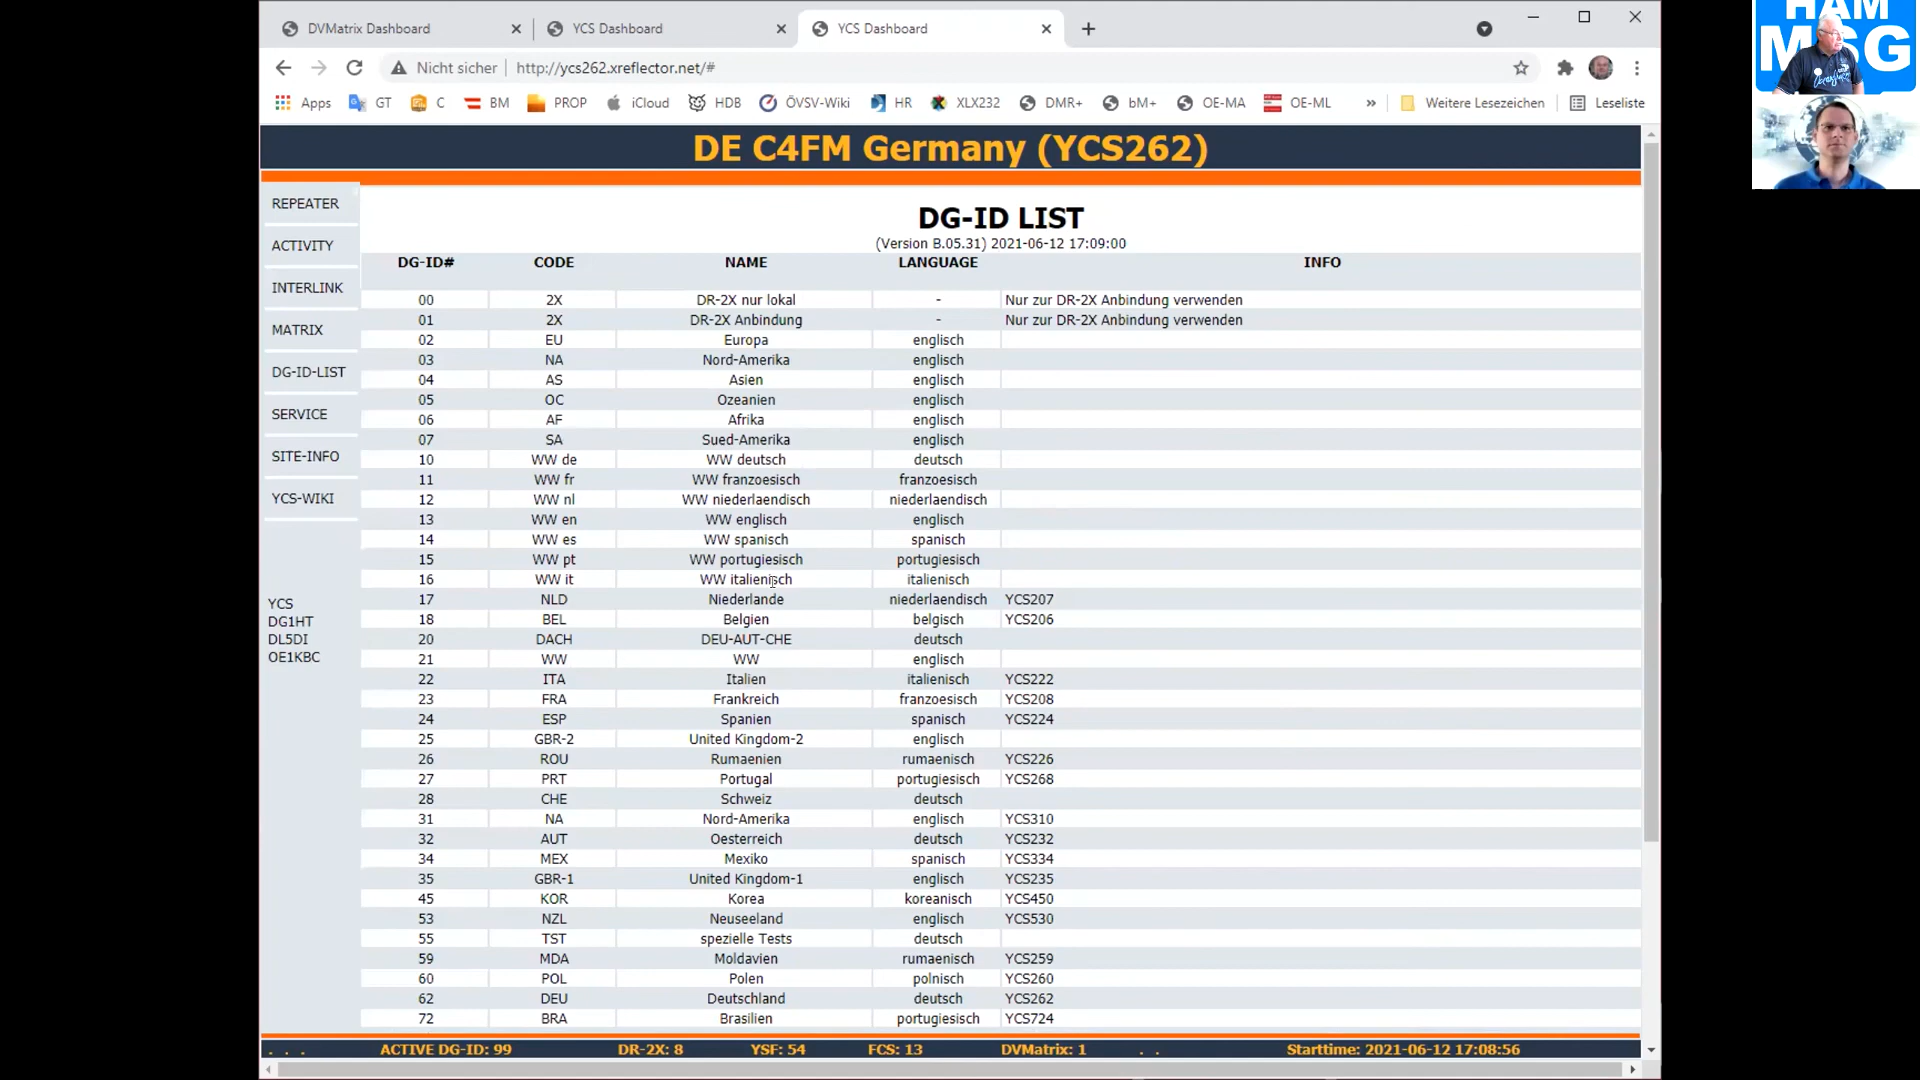 DVMatrix Dashboard
YCS Dashboard
YCS Dashboard
Nicht sicher
http://ycs262.xreflector.net/#
Apps GT C BM PROP iCloud HDB ÖVSV-Wiki HR XLX232 DMR+ bM+ OE-MA OE-ML » Weitere Lesezeichen Leseliste
DE C4FM Germany (YCS262)
REPEATER
ACTIVITY
INTERLINK
MATRIX
DG-ID-LIST
SERVICE
SITE-INFO
YCS-WIKI
YCS
DG1HT
DL5DI
OE1KBC
DG-ID LIST
(Version B.05.31) 2021-06-12 17:09:00
DG-ID# CODE NAME LANGUAGE INFO
00 2X DR-2X nur lokal - Nur zur DR-2X Anbindung verwenden
01 2X DR-2X Anbindung - Nur zur DR-2X Anbindung verwenden
02 EU Europa englisch
03 NA Nord-Amerika englisch
04 AS Asien englisch
05 OC Ozeanien englisch
06 AF Afrika englisch
07 SA Sued-Amerika englisch
10 WW de WW deutsch deutsch
11 WW fr WW franzoesisch franzoesisch
12 WW nl WW niederlaendisch niederlaendisch
13 WW en WW englisch englisch
14 WW es WW spanisch spanisch
15 WW pt WW portugiesisch portugiesisch
16 WW it WW italienisch italienisch
17 NLD Niederlande niederlaendisch YCS207
18 BEL Belgien belgisch YCS206
20 DACH DEU-AUT-CHE deutsch
21 WW WW englisch
22 ITA Italien italienisch YCS222
23 FRA Frankreich franzoesisch YCS208
24 ESP Spanien spanisch YCS224
25 GBR-2 United Kingdom-2 englisch
26 ROU Rumaenien rumaenisch YCS226
27 PRT Portugal portugiesisch YCS268
28 CHE Schweiz deutsch
31 NA Nord-Amerika englisch YCS310
32 AUT Oesterreich deutsch YCS232
34 MEX Mexiko spanisch YCS334
35 GBR-1 United Kingdom-1 englisch YCS235
45 KOR Korea koreanisch YCS450
53 NZL Neuseeland englisch YCS530
55 TST spezielle Tests deutsch
59 MDA Moldavien rumaenisch YCS259
60 POL Polen polnisch YCS260
62 DEU Deutschland deutsch YCS262
72 BRA Brasilien portugiesisch YCS724
. . . ACTIVE DG-ID: 99 DR-2X: 8 YSF: 54 FCS: 13 DVMatrix: 1 . . Starttime: 2021-06-12 17:08:56
HAM